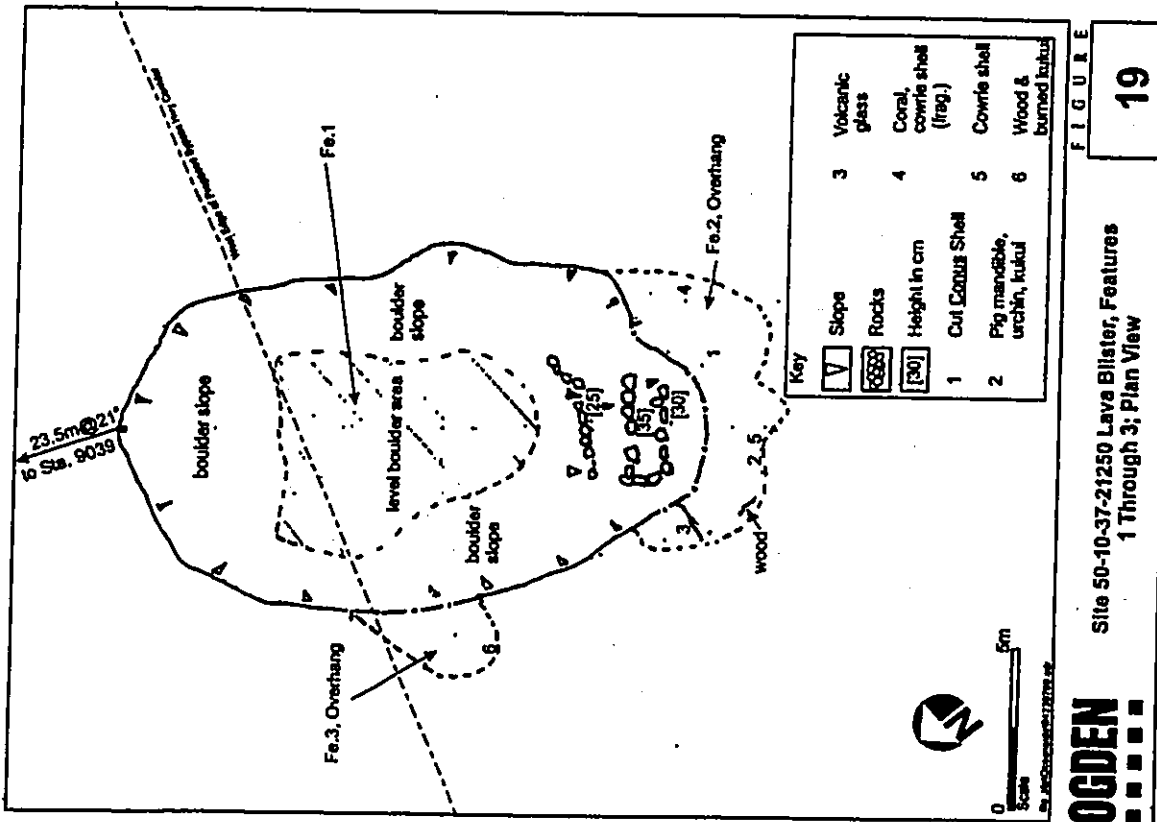 23.5m@21°
to Sta. 9039
boulder slope
Fe.1
level boulder area
boulder
slope
boulder
slope
Fe.3, Overhang
6
[25]
[35]
[30]
4
1
Fe.2, Overhang
3
2
5
wood
Key
V Slope
Rocks
[30] Height in cm
1 Cut Conus Shell
2 Pig mandible,
urchin, kukui
3 Volcanic
glass
4 Coral,
cowrie shell
(frag.)
5 Cowrie shell
6 Wood &
burned kukui
N
0 5m
Scale
OGDEN
Site 50-10-37-21250 Lava Blister, Features
1 Through 3; Plan View
FIGURE
19